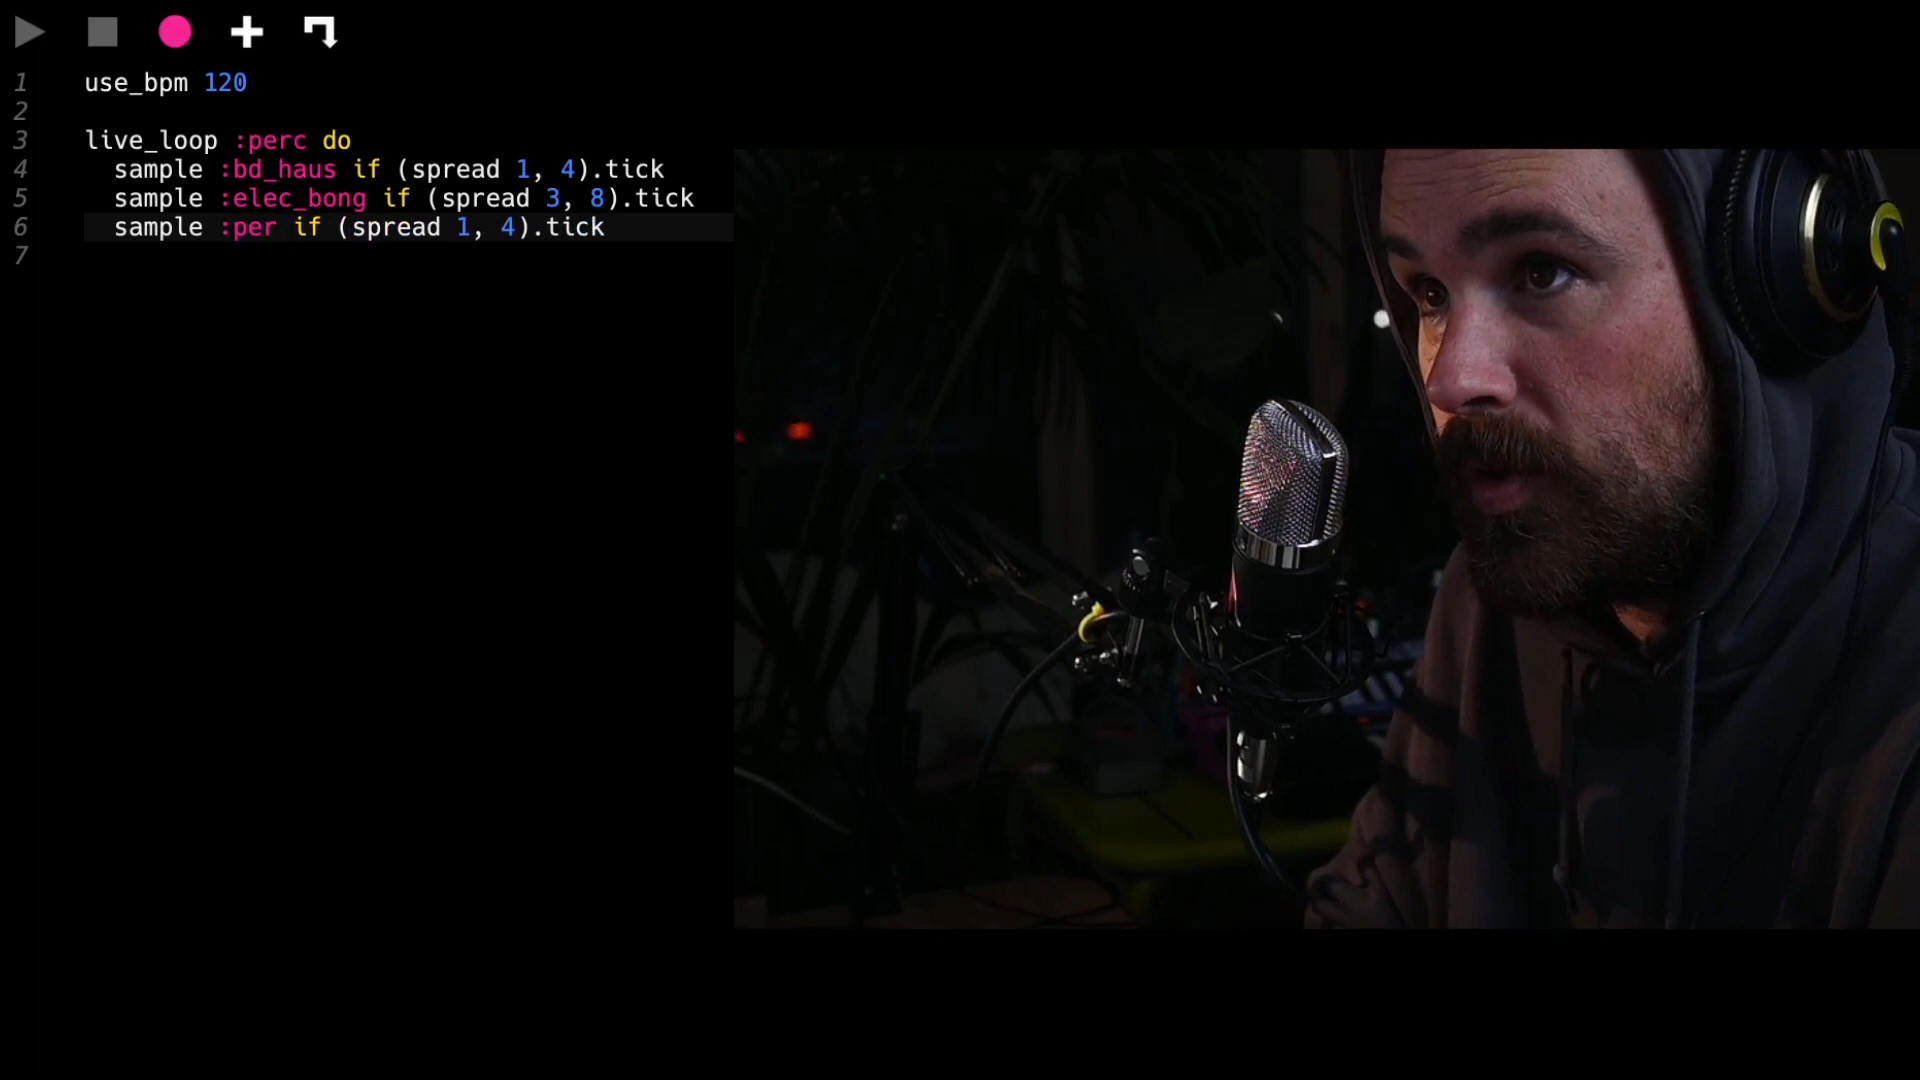 1 use_bpm 120
2
3 live_loop :perc do
4 sample :bd_haus if (spread 1, 4).tick
5 sample :elec_bong if (spread 3, 8).tick
6 sample :per if (spread 1, 4).tick
7